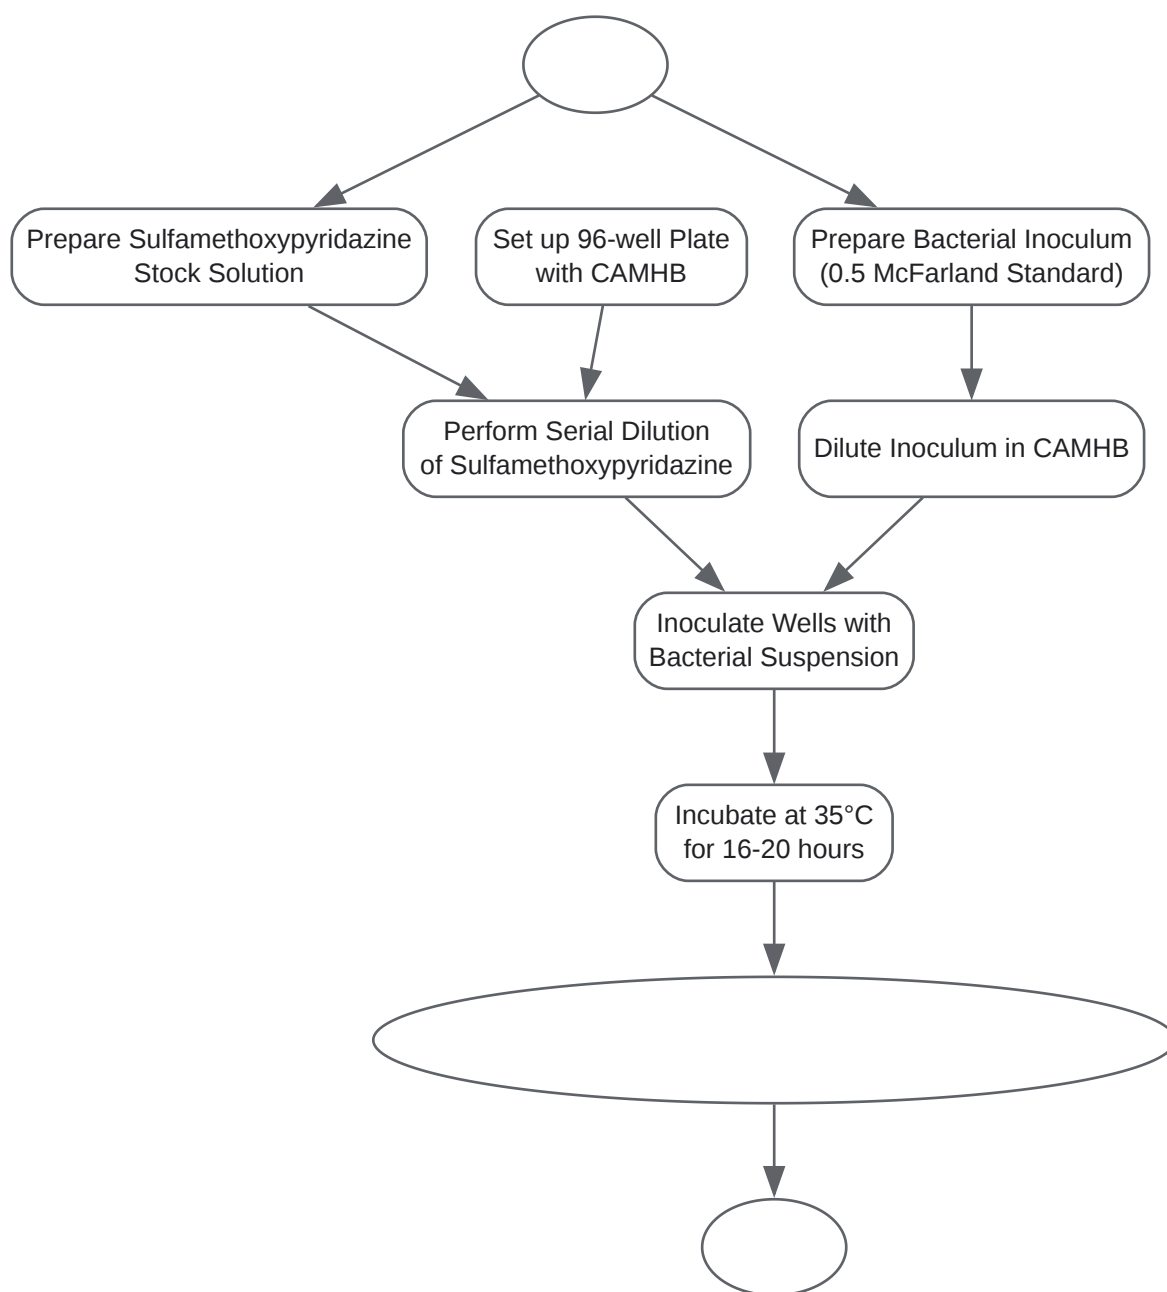 Prepare Sulfamethoxypyridazine
Stock Solution
Set up 96-well Plate
with CAMHB
Prepare Bacterial Inoculum
(0.5 McFarland Standard)
Perform Serial Dilution
of Sulfamethoxypyridazine
Dilute Inoculum in CAMHB
Inoculate Wells with
Bacterial Suspension
Incubate at 35°C
for 16-20 hours